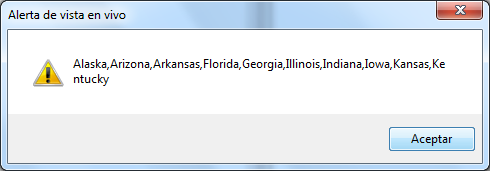 Alerta de vista en vivo
Alaska,Arizona,Arkansas,Florida,Georgia,Illinois,Indiana,Iowa,Kansas,Ke
ntucky
Aceptar